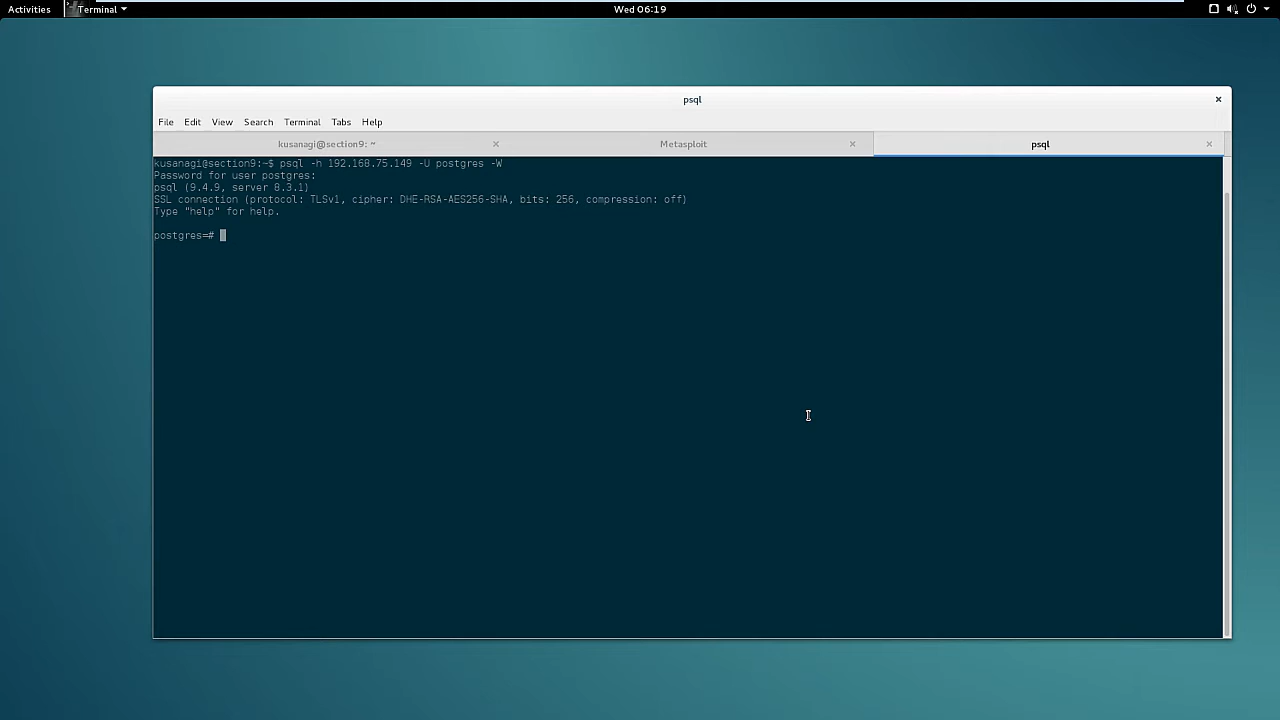 Activities
Terminal
Wed 06:19
psql
File Edit View Search Terminal Tabs Help
kusanagi@section9: ~
Metasploit
psql
kusanagi@section9:~$ psql -h 192.168.75.149 -U postgres -W
Password for user postgres:
psql (9.4.9, server 8.3.1)
SSL connection (protocol: TLSv1, cipher: DHE-RSA-AES256-SHA, bits: 256, compression: off)
Type "help" for help.
postgres=#